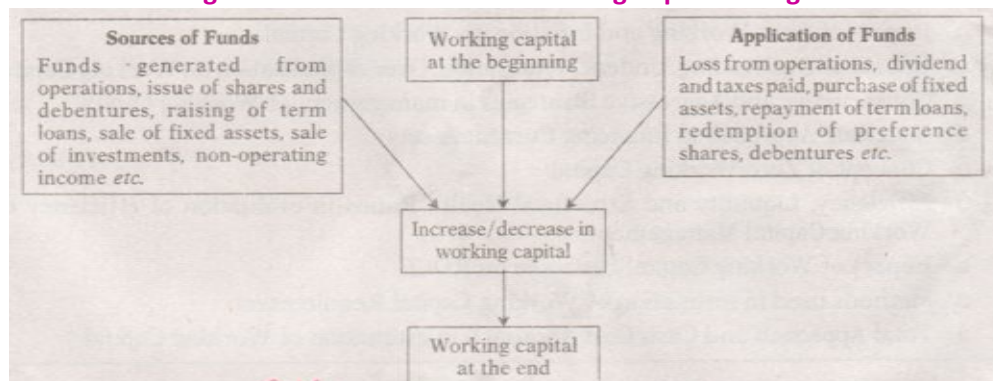 Sources of Funds
Funds generated from
operations, issue of shares and
debentures, raising of term
loans, sale of fixed assets, sale
of investments, non-operating
income etc.
Working capital
at the beginning
Application of Funds
Loss from operations, dividend
and taxes paid, purchase of fixed
assets, repayment of term loans,
redemption of preference
shares, debentures etc.
Increase/decrease in
working capital
Working capital
at the end